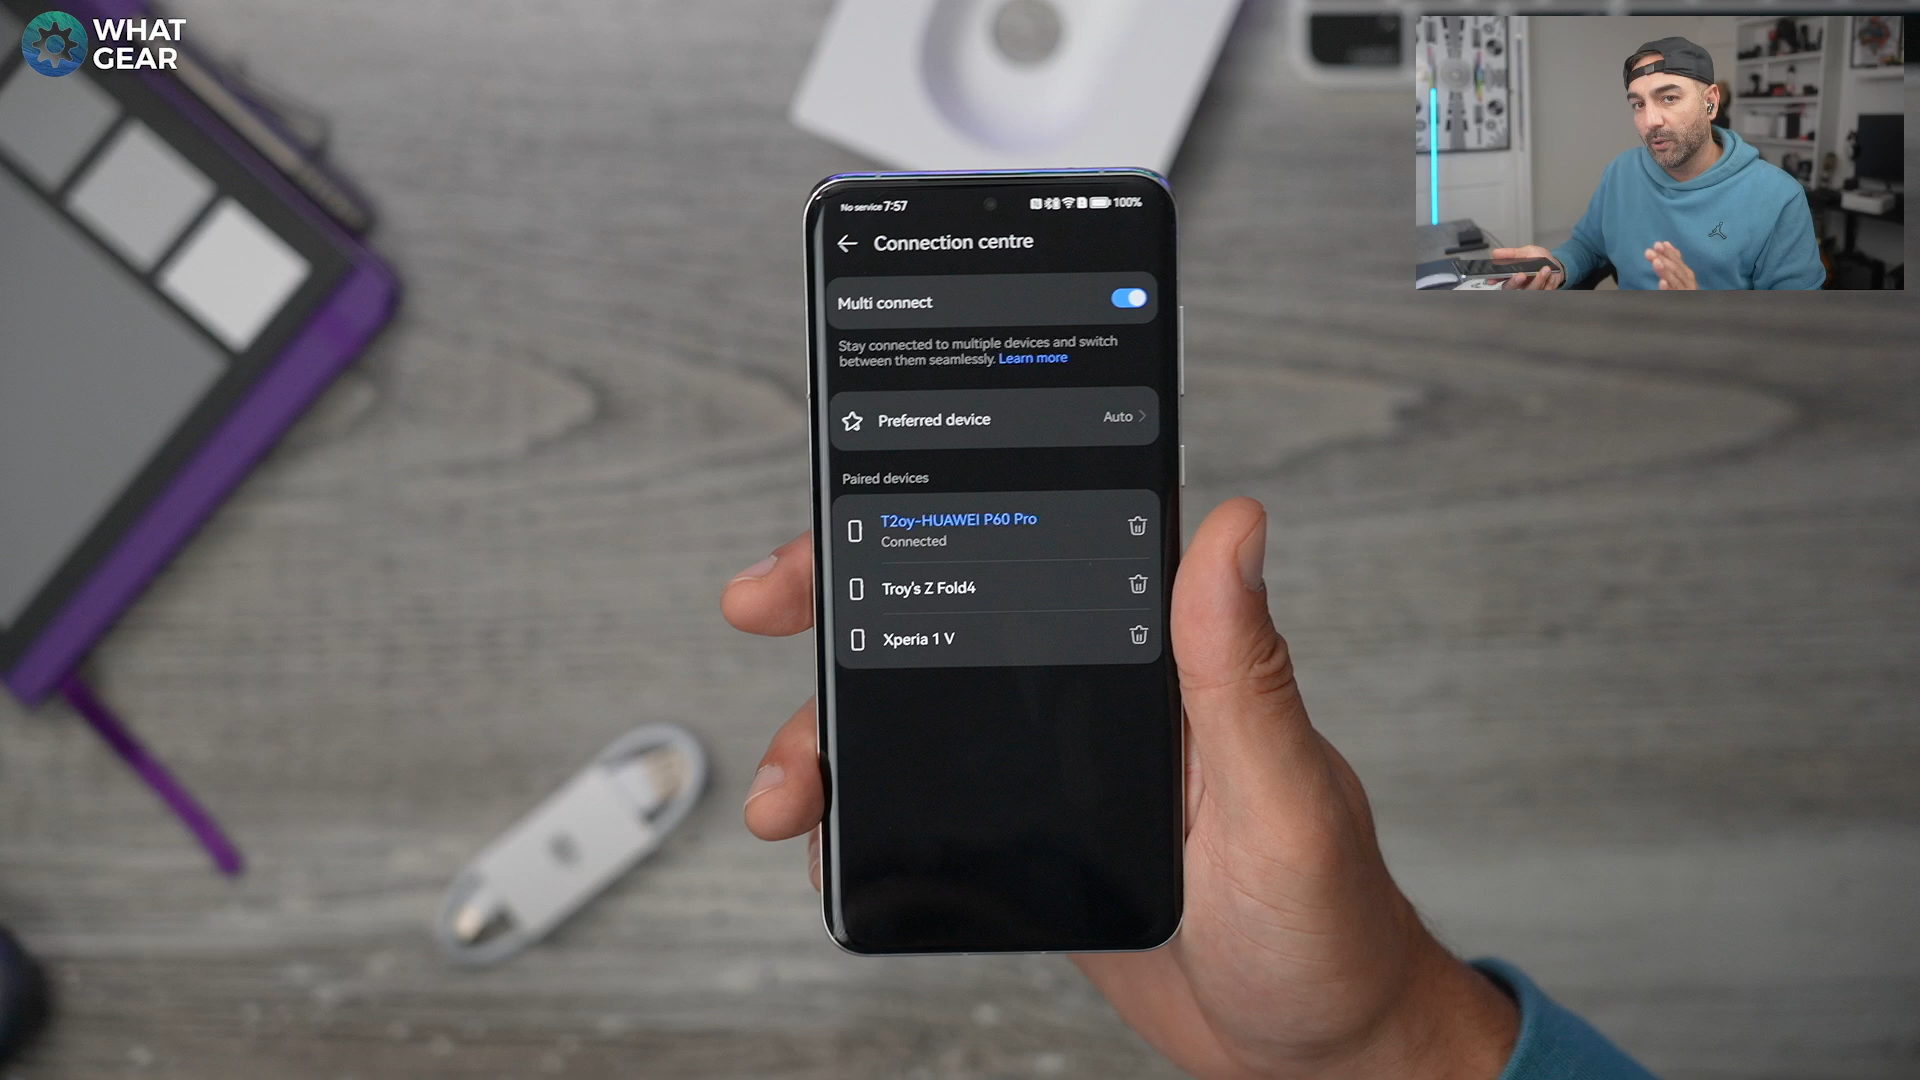 WHAT
GEAR
No service 7:57
100%
Connection centre
Multi connect
Stay connected to multiple devices and switch
between them seamlessly. Learn more
Preferred device
Auto
Paired devices
T2oy-HUAWEI P60 Pro
Connected
Troy's Z Fold4
Xperia 1 V